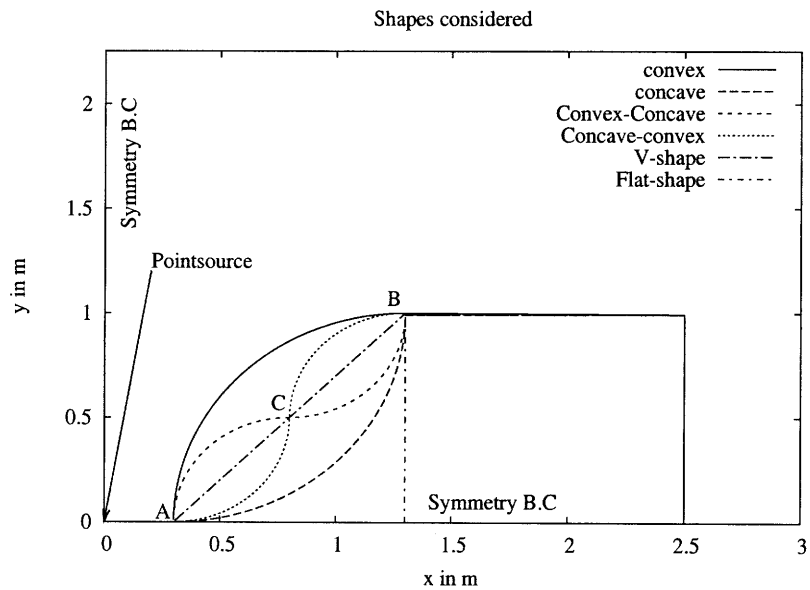 Shapes considered
convex
concave
Convex-Concave
Concave-convex
V-shape
Flat-shape
Symmetry B.C
Pointsource
A
B
C
Symmetry B.C
y in m
2
1.5
1
0.5
0
0 0.5 1 1.5 2 2.5 3
x in m